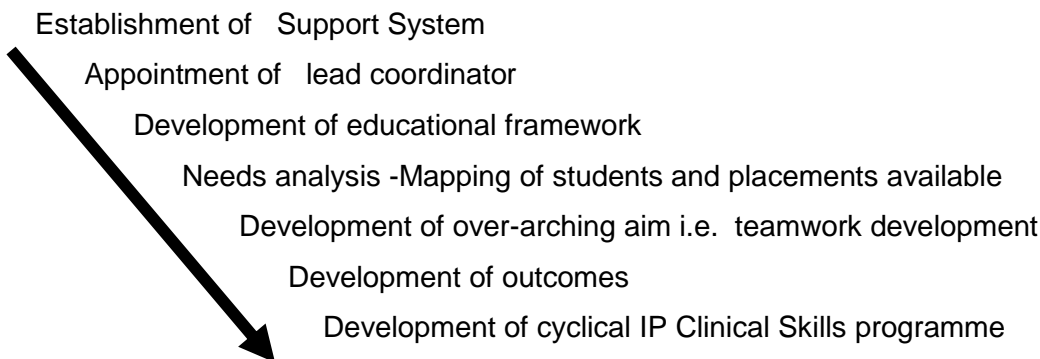 Establishment of Support System
Appointment of lead coordinator
Development of educational framework
Needs analysis -Mapping of students and placements available
Development of over-arching aim i.e. teamwork development
Development of outcomes
Development of cyclical IP Clinical Skills programme